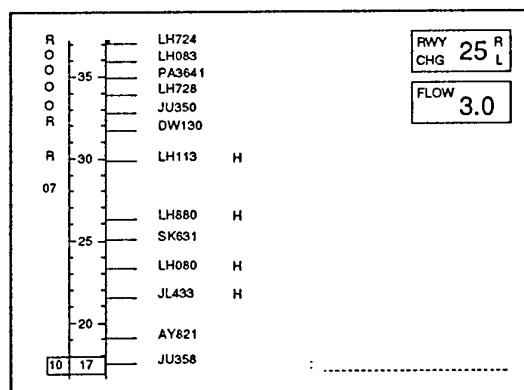 R LH724
O LH083
35
O PA3641
O LH728
O JU350
R DW130
R 30 LH113 H
07
LH880 H
25 SK631
LH080 H
JL433 H
20
AY821
10 17 JU358 :
RWY CHG 25 R L
FLOW 3.0